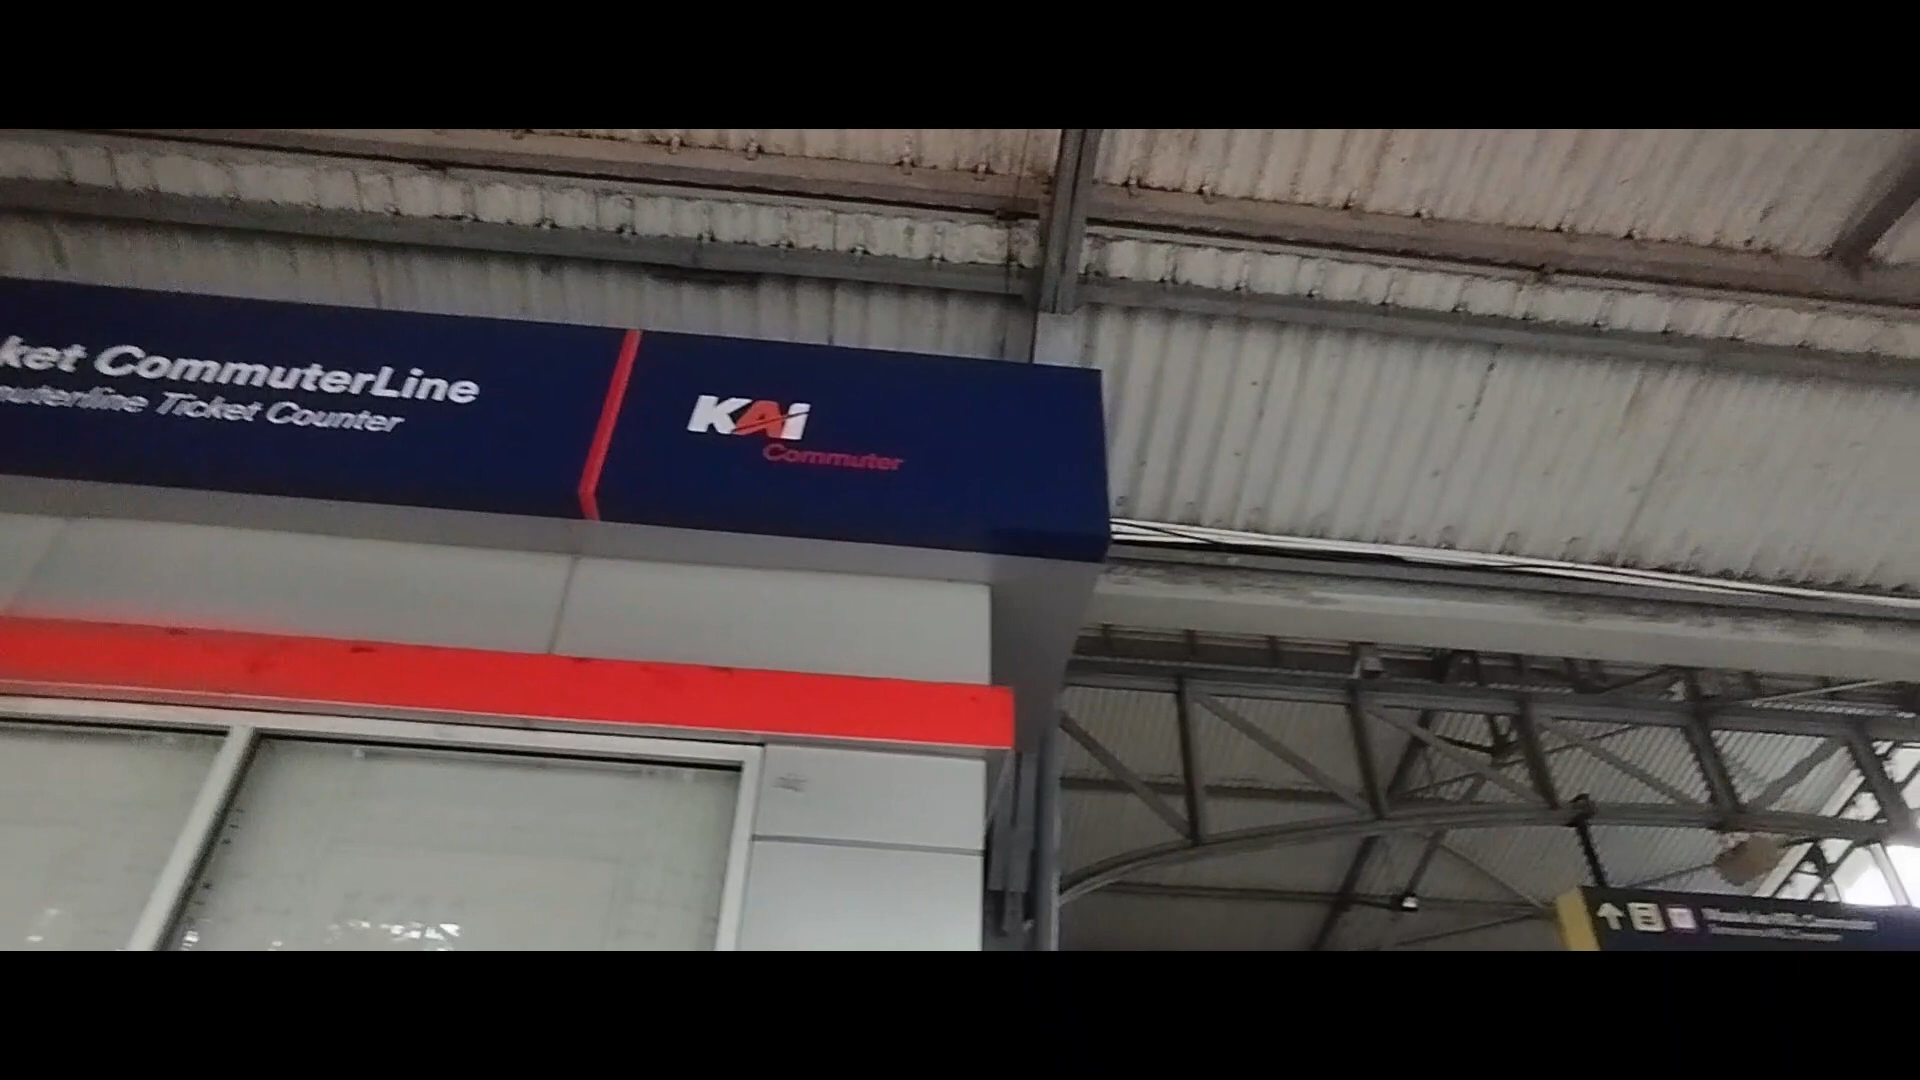 ket CommuterLine
muterline Ticket Counter
KAI
Commuter